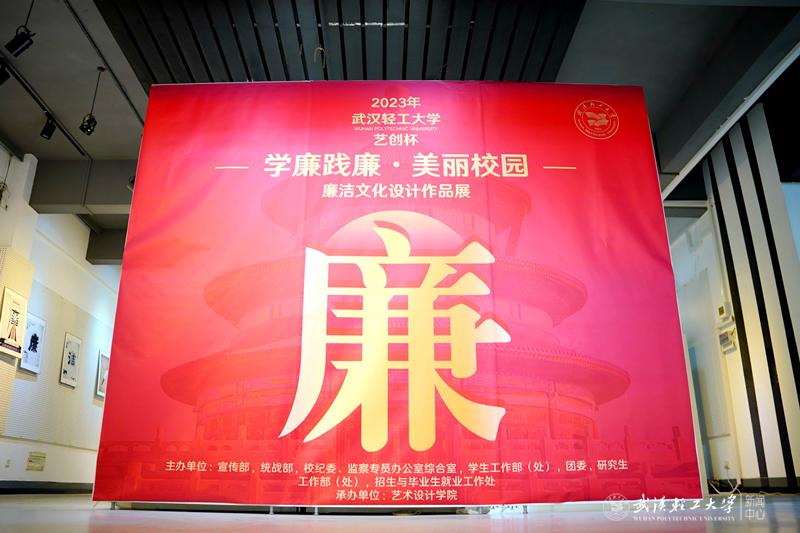 2023年
武汉轻工大学
WUHAN POLYTECHNIC UNIVERSITY
艺创杯
学廉践廉·美丽校园
廉洁文化设计作品展
廉
主办单位：宣传部，统战部，校纪委、监察专员办公室综合室，学生工作部（处），团委，研究生
工作部（处），招生与毕业生就业工作处
承办单位：艺术设计学院
廉
洁
武汉轻工大学
WUHAN POLYTECHNIC UNIVERSITY
新闻
中心